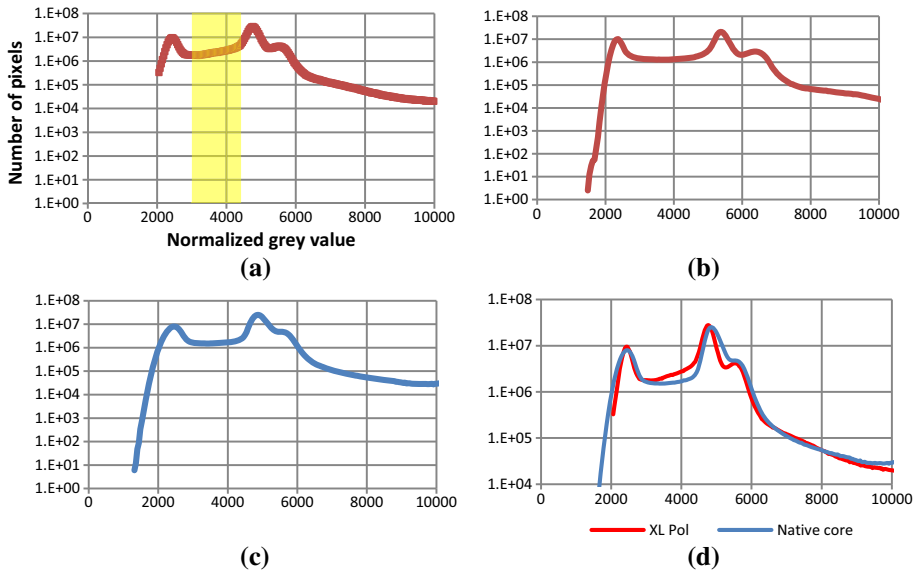 1.E+08
1.E+07
1.E+06
1.E+05
1.E+04
1.E+03
1.E+02
1.E+01
1.E+00
Number of pixels
0 2000 4000 6000 8000 10000
Normalized grey value
(a)
1.E+08
1.E+07
1.E+06
1.E+05
1.E+04
1.E+03
1.E+02
1.E+01
1.E+00
0 2000 4000 6000 8000 10000
(b)
1.E+08
1.E+07
1.E+06
1.E+05
1.E+04
1.E+03
1.E+02
1.E+01
1.E+00
0 2000 4000 6000 8000 10000
(c)
1.E+08
1.E+07
1.E+06
1.E+05
1.E+04
0 2000 4000 6000 8000 10000
XL Pol Native core
(d)